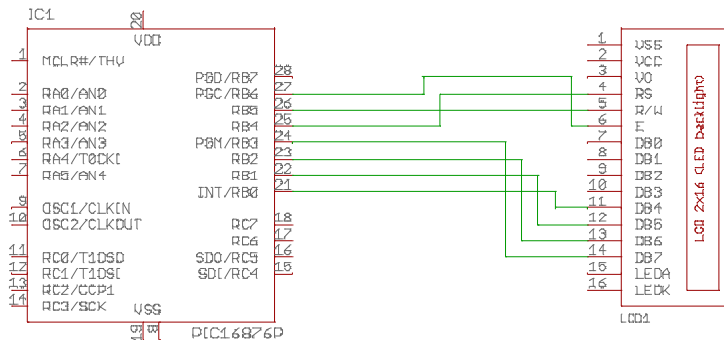 IC1
20
VDD
1 MCLR#/THV
PGD/RB7 28
2 RA0/AN0 PGC/RB6 27
3 RA1/AN1 RB5 26
4 RA2/AN2 RB4 25
5 RA3/AN3 PGM/RB3 24
6 RA4/T0CKI RB2 23
7 RA5/AN4 RB1 22
INT/RB0 21
9 OSC1/CLKIN
10 OSC2/CLKOUT RC7 18
RC6 17
11 RC0/T1OSO SDO/RC5 16
12 RC1/T1OSI SDI/RC4 15
13 RC2/CCP1
14 RC3/SCK
VSS
19 8
PIC16876P
1 VSS
2 VCC
3 VO
4 RS
5 R/W
6 E
7 DB0
8 DB1
9 DB2
10 DB3
11 DB4
12 DB5
13 DB6
14 DB7
15 LEDA
16 LEDK
LCD 2x16 (LED backlight)
LCD1